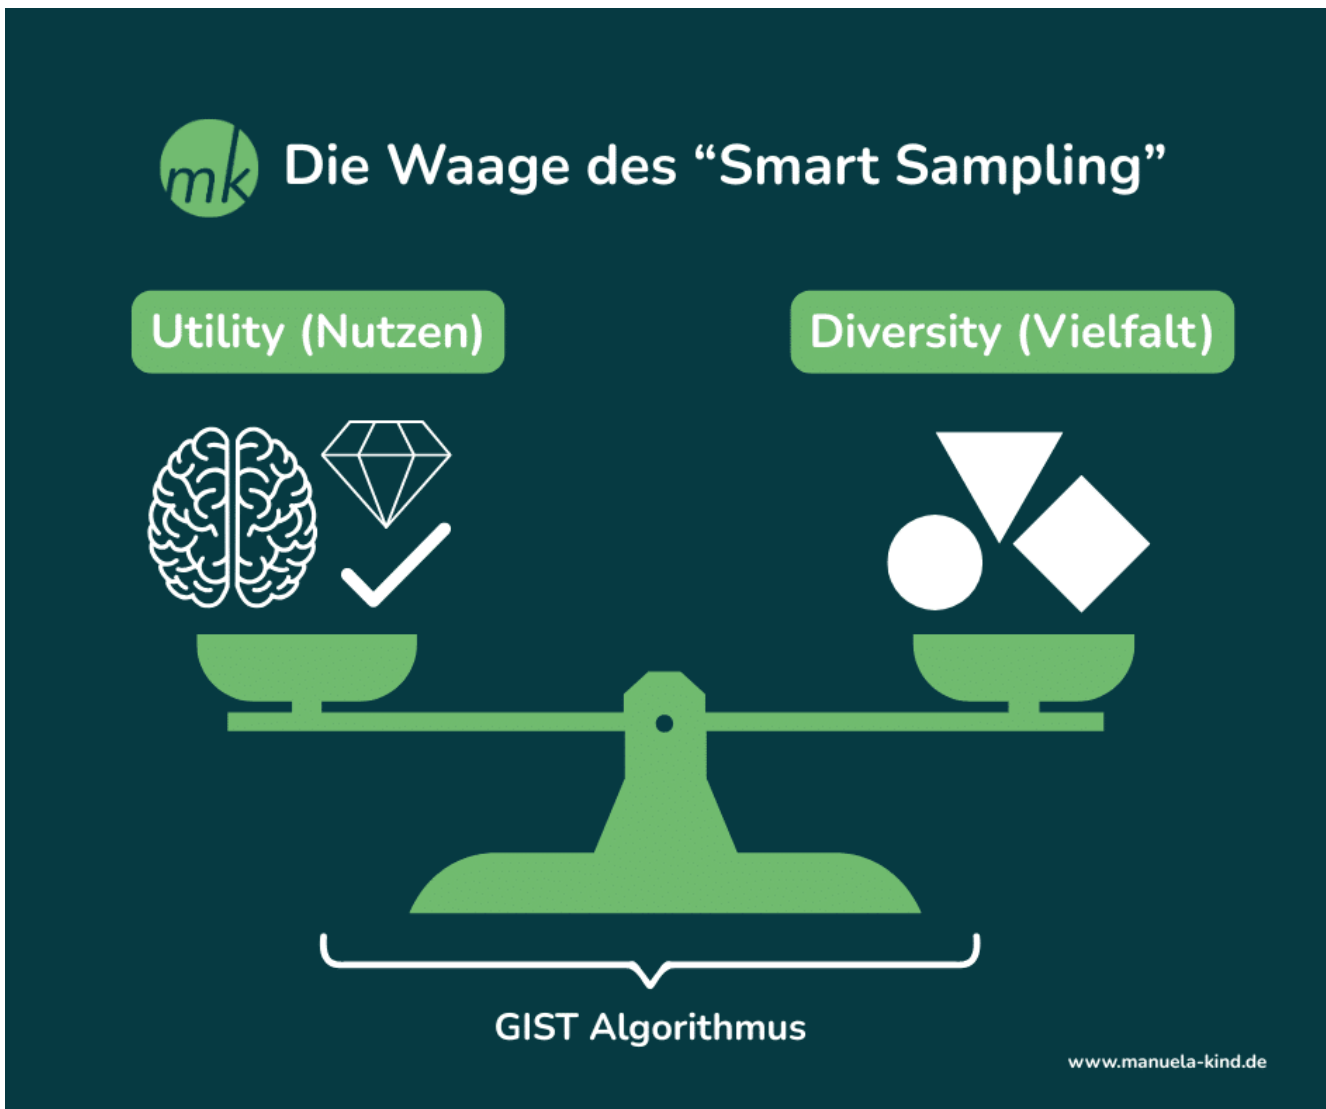 mk
Die Waage des “Smart Sampling”
Utility (Nutzen)
Diversity (Vielfalt)
GIST Algorithmus
www.manuela-kind.de